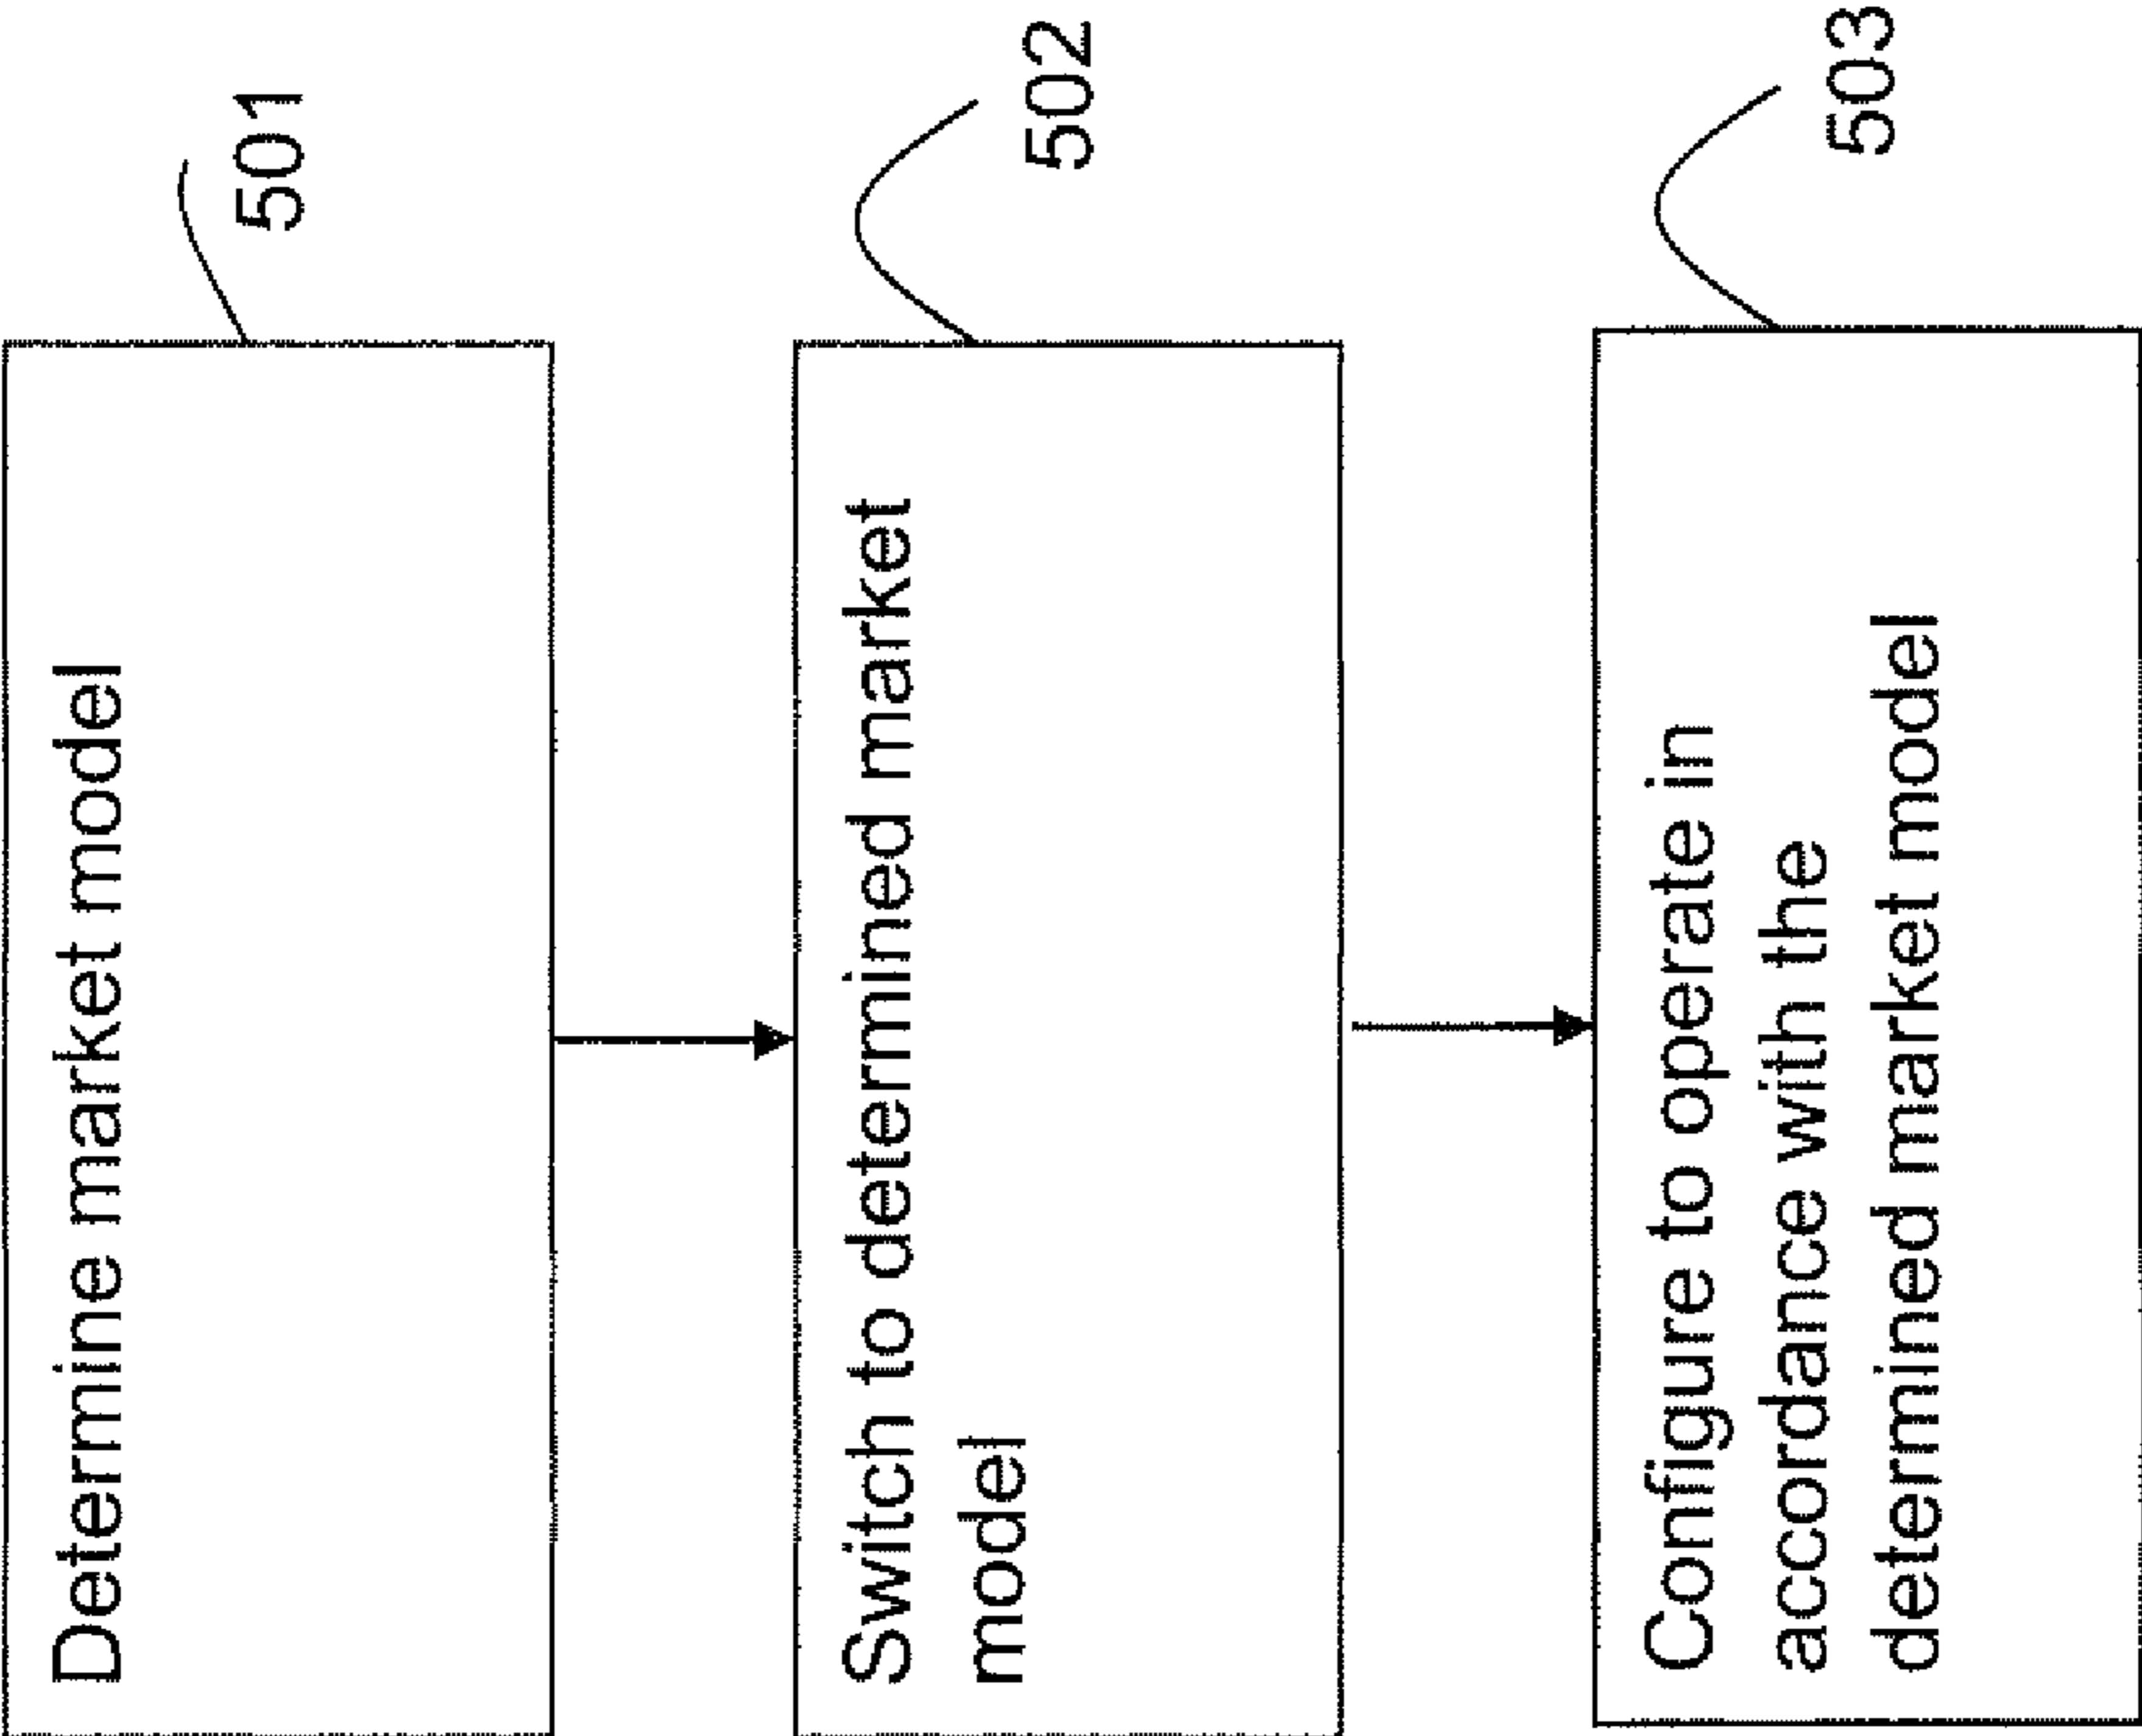 Determine market model
501
Switch to determined market
model
502
Configure to operate in
accordance with the
determined market model
503